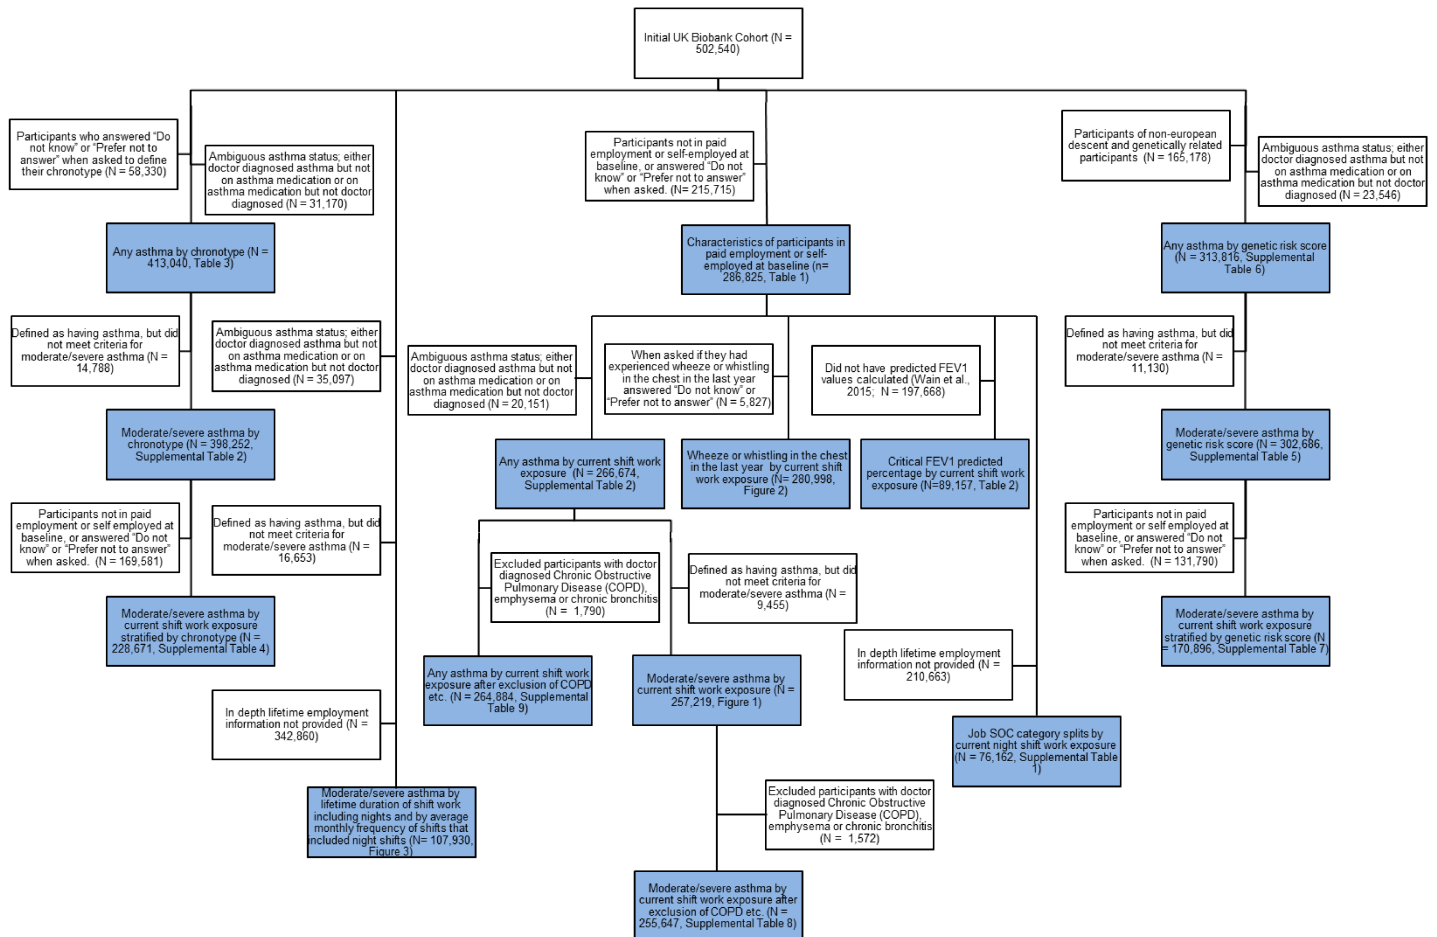 Initial UK Biobank Cohort (N =
502,540)
Participants who answered “Do
not know” or “Prefer not to
answer” when asked to define
their chronotype (N = 58,330)
Ambiguous asthma status; either
doctor diagnosed asthma but not
on asthma medication or on
asthma medication but not doctor
diagnosed (N = 31,170)
Participants not in paid
employment or self-employed at
baseline, or answered “Do not
know” or “Prefer not to answer”
when asked. (N= 215,715)
Participants of non-european
descent and genetically related
participants (N = 165,178)
Ambiguous asthma status; either
doctor diagnosed asthma but not
on asthma medication or on
asthma medication but not doctor
diagnosed (N = 23,546)
Any asthma by chronotype (N =
413,040, Table 3)
Characteristics of participants in
paid employment or self-
employed at baseline (n=
286,825, Table 1)
Any asthma by genetic risk score
(N = 313,816, Supplemental
Table 6)
Defined as having asthma, but did
not meet criteria for
moderate/severe asthma (N =
14,788)
Ambiguous asthma status; either
doctor diagnosed asthma but not
on asthma medication or on
asthma medication but not doctor
diagnosed (N = 35,097)
Ambiguous asthma status; either
doctor diagnosed asthma but not
on asthma medication or on
asthma medication but not doctor
diagnosed (N = 20,151)
When asked if they had
experienced wheeze or whistling
in the chest in the last year
answered “Do not know” or
“Prefer not to answer” (N = 5,827)
Did not have predicted FEV1
values calculated (Wain et al.,
2015; N = 197,668)
Defined as having asthma, but did
not meet criteria for
moderate/severe asthma (N =
11,130)
Moderate/severe asthma by
chronotype (N = 398,252,
Supplemental Table 2)
Any asthma by current shift work
exposure (N = 266,674,
Supplemental Table 2)
Wheeze or whistling in the chest
in the last year by current shift
work exposure (N= 280,998,
Figure 2)
Critical FEV1 predicted
percentage by current shift work
exposure (N=89,157, Table 2)
Moderate/severe asthma by
genetic risk score (N = 302,686,
Supplemental Table 5)
Participants not in paid
employment or self employed at
baseline, or answered “Do not
know” or “Prefer not to answer”
when asked. (N = 169,581)
Defined as having asthma, but did
not meet criteria for
moderate/severe asthma (N =
16,653)
Excluded participants with doctor
diagnosed Chronic Obstructive
Pulmonary Disease (COPD),
emphysema or chronic bronchitis
(N = 1,790)
Defined as having asthma, but did
not meet criteria for
moderate/severe asthma (N =
9,455)
Participants not in paid
employment or self employed at
baseline, or answered “Do not
know” or “Prefer not to answer”
when asked. (N = 131,790)
Moderate/severe asthma by
current shift work exposure
stratified by chronotype (N =
228,671, Supplemental Table 4)
Any asthma by current shift work
exposure after exclusion of COPD
etc. (N = 264,884, Supplemental
Table 9)
Moderate/severe asthma by
current shift work exposure (N =
257,219, Figure 1)
In depth lifetime employment
information not provided (N =
210,663)
Moderate/severe asthma by
current shift work exposure
stratified by genetic risk score (N
= 170,896, Supplemental Table 7)
In depth lifetime employment
information not provided (N =
342,860)
Job SOC category splits by
current night shift work exposure
(N = 76,162, Supplemental Table
1)
Moderate/severe asthma by
lifetime duration of shift work
including nights and by average
monthly frequency of shifts that
included night shifts (N= 107,930,
Figure 3)
Excluded participants with doctor
diagnosed Chronic Obstructive
Pulmonary Disease (COPD),
emphysema or chronic bronchitis
(N = 1,572)
Moderate/severe asthma by
current shift work exposure after
exclusion of COPD etc. (N =
255,647, Supplemental Table 8)